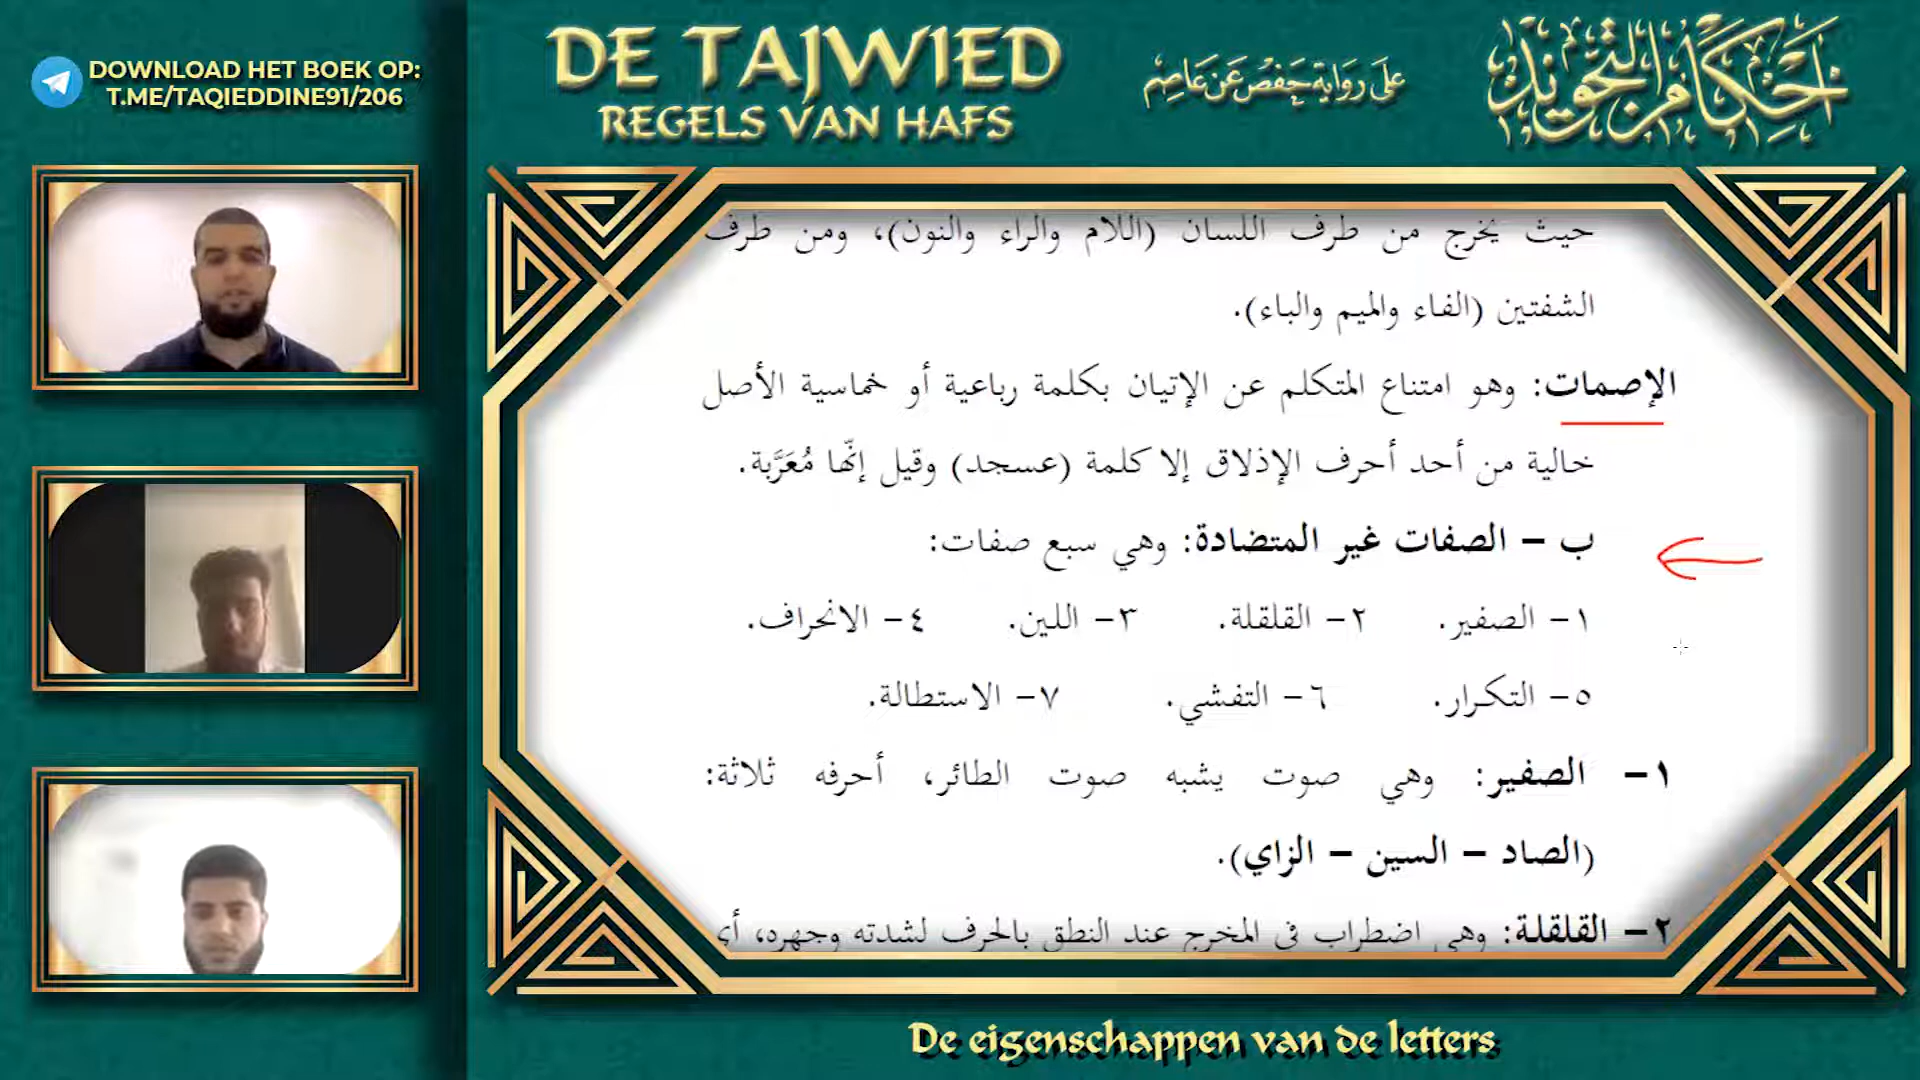 DOWNLOAD HET BOEK OP:
T.ME/TAQIEDDINE91/206
DE TAJWIED
REGELS VAN HAFS
على رواية حفص عن عاصم
أحكام التجويد
حيث يخرج من طرف اللسان (اللام والراء والنون)، ومن طرف
الشفتين (الفاء والميم والباء).
الإصمات: وهو امتناع المتكلم عن الإتيان بكلمة رباعية أو خماسية الأصل
خالية من أحد أحرف الإذلاق إلا كلمة (عسجد) وقيل إنّها مُعَرَّبة.
ب – الصفات غير المتضادة: وهي سبع صفات:
١- الصفير. ٢- القلقلة. ٣- اللين. ٤- الانحراف.
٥- التكرار. ٦- التفشي. ٧- الاستطالة.
١- الصفير: وهي صوت يشبه صوت الطائر، أحرفه ثلاثة:
(الصاد – السين – الزاي).
٢- القلقلة: وهي اضطراب في المخرج عند النطق بالحرف لشدته وجهره، أي
De eigenschappen van de letters